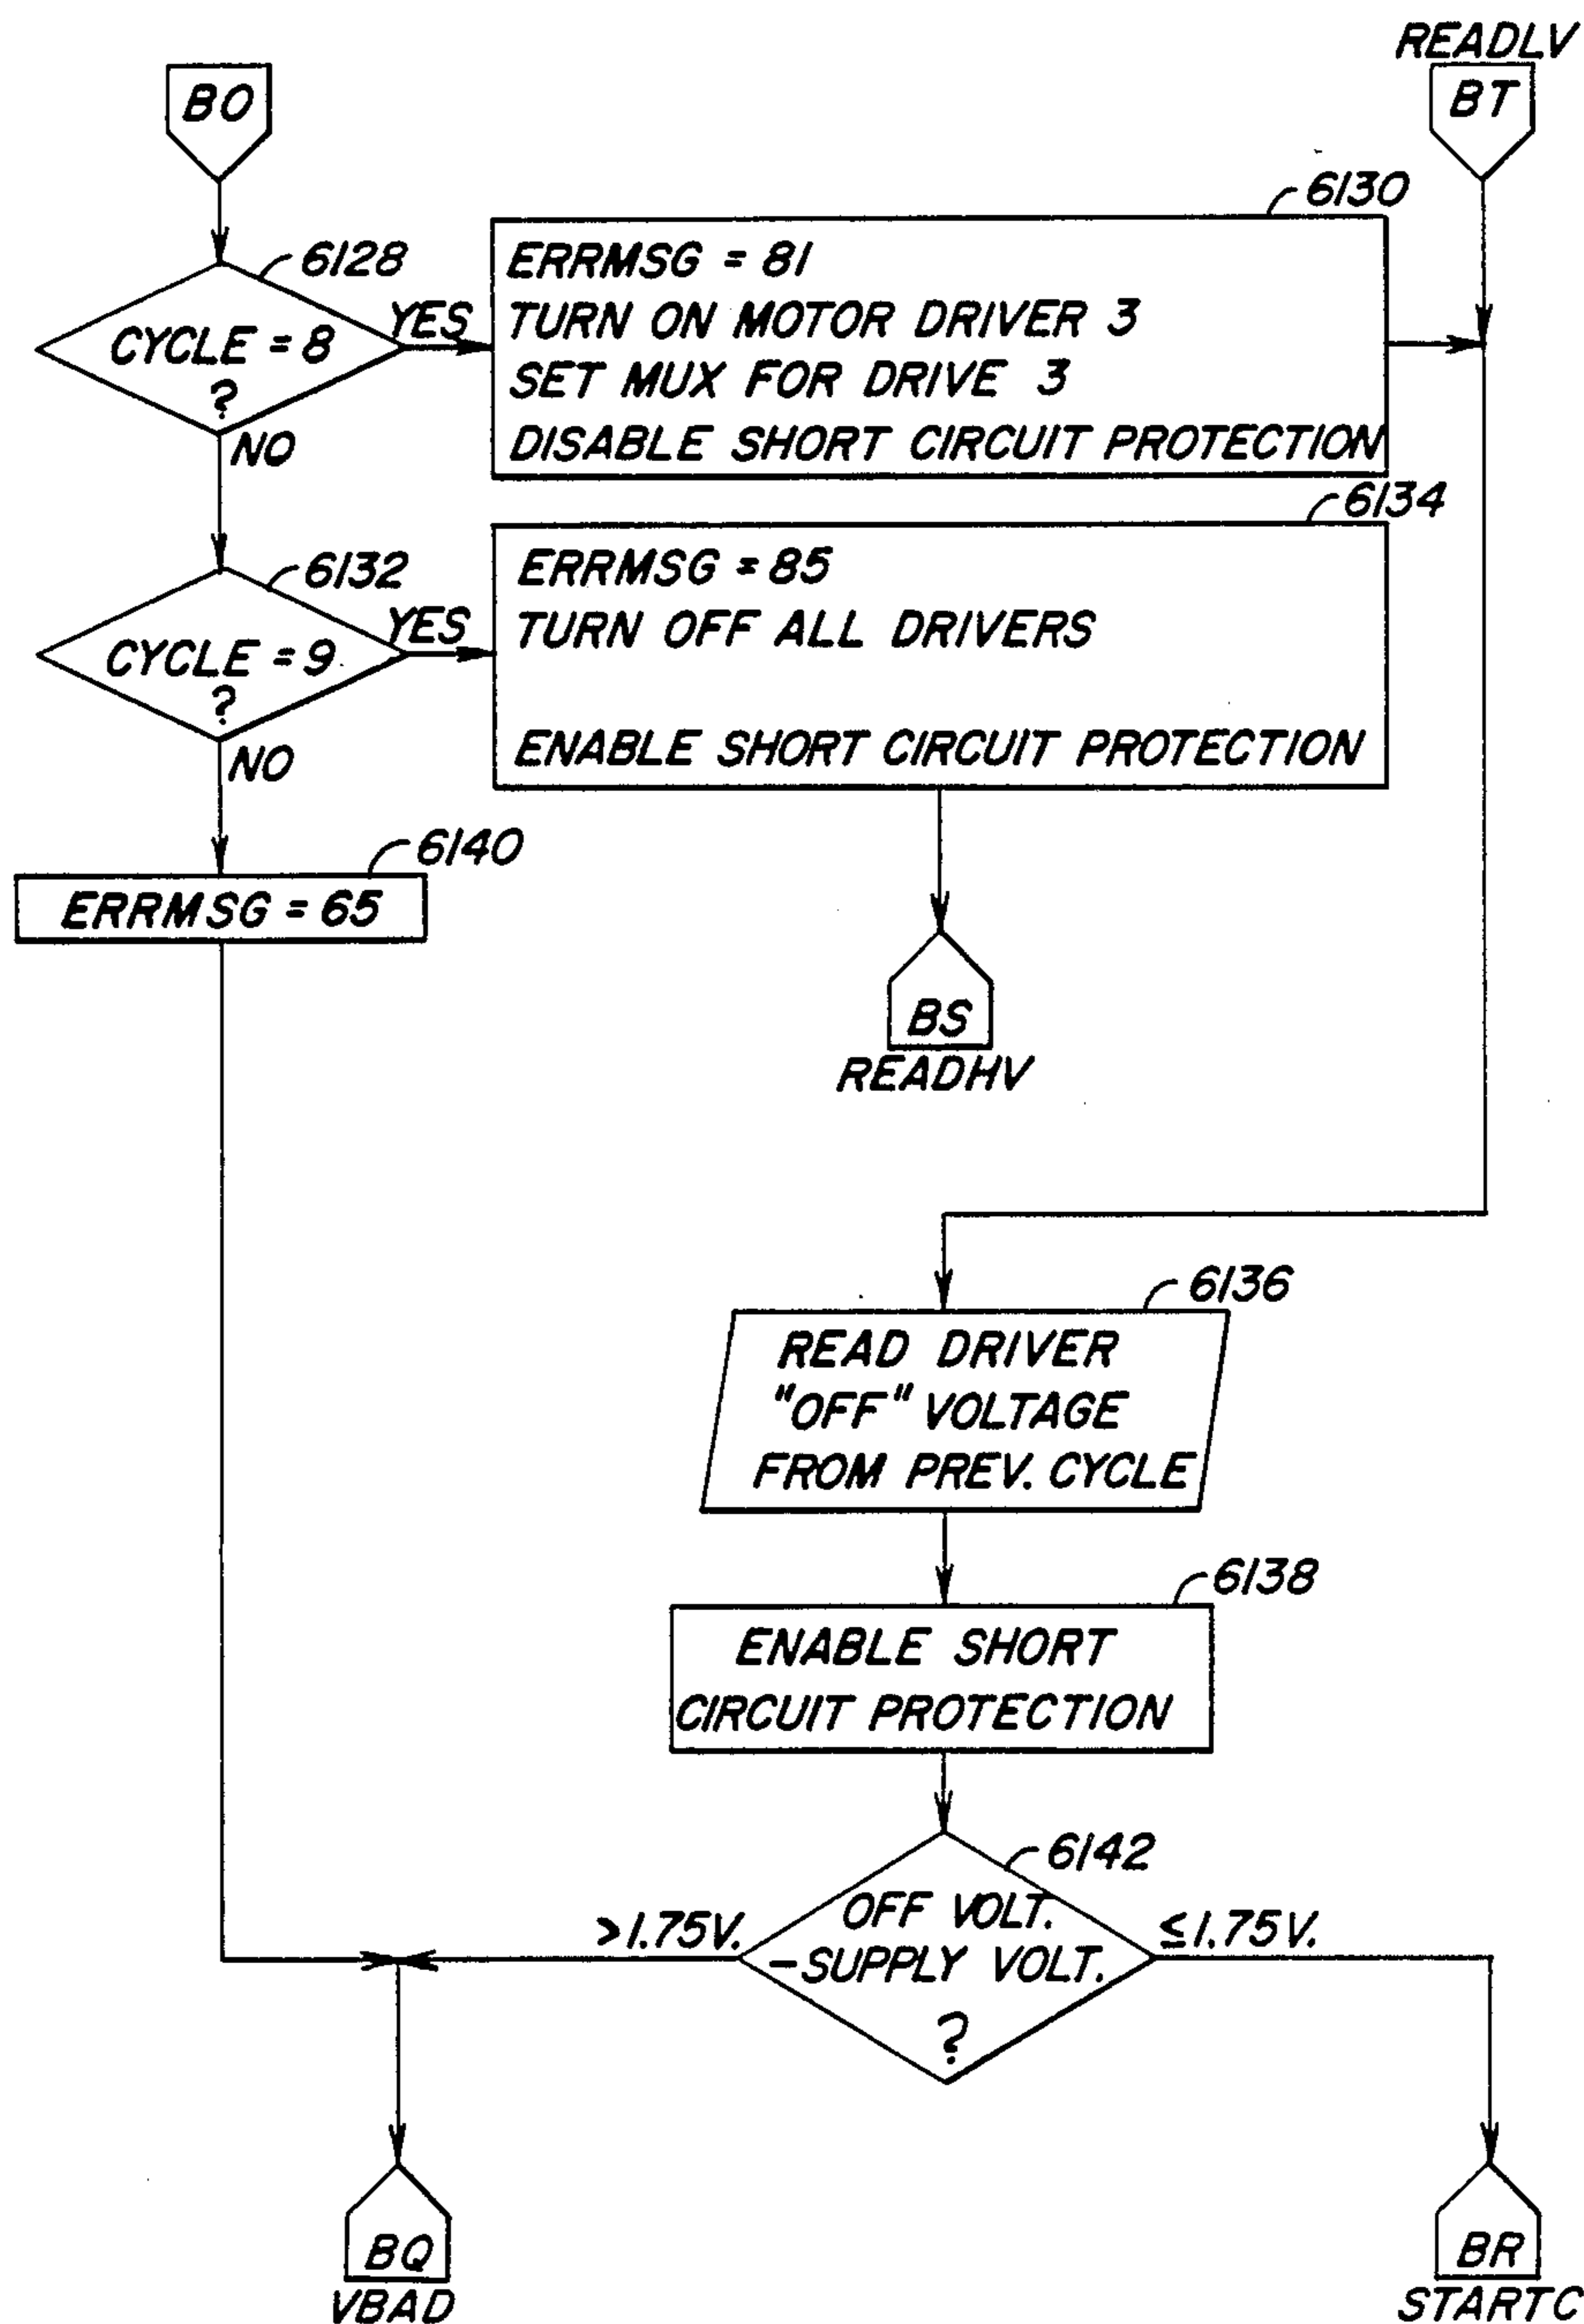 READLV
BO
BT
6130
6128
ERRMSG = 81
TURN ON MOTOR DRIVER 3
SET MUX FOR DRIVE 3
DISABLE SHORT CIRCUIT PROTECTION
CYCLE = 8
?
YES
NO
6134
6132
ERRMSG = 85
TURN OFF ALL DRIVERS
ENABLE SHORT CIRCUIT PROTECTION
CYCLE = 9
?
YES
NO
6140
ERRMSG = 65
BS
READHV
6136
READ DRIVER
"OFF" VOLTAGE
FROM PREV. CYCLE
6138
ENABLE SHORT
CIRCUIT PROTECTION
6142
OFF VOLT.
-SUPPLY VOLT.
?
>1.75V.
≤1.75V.
BQ
VBAD
BR
STARTC